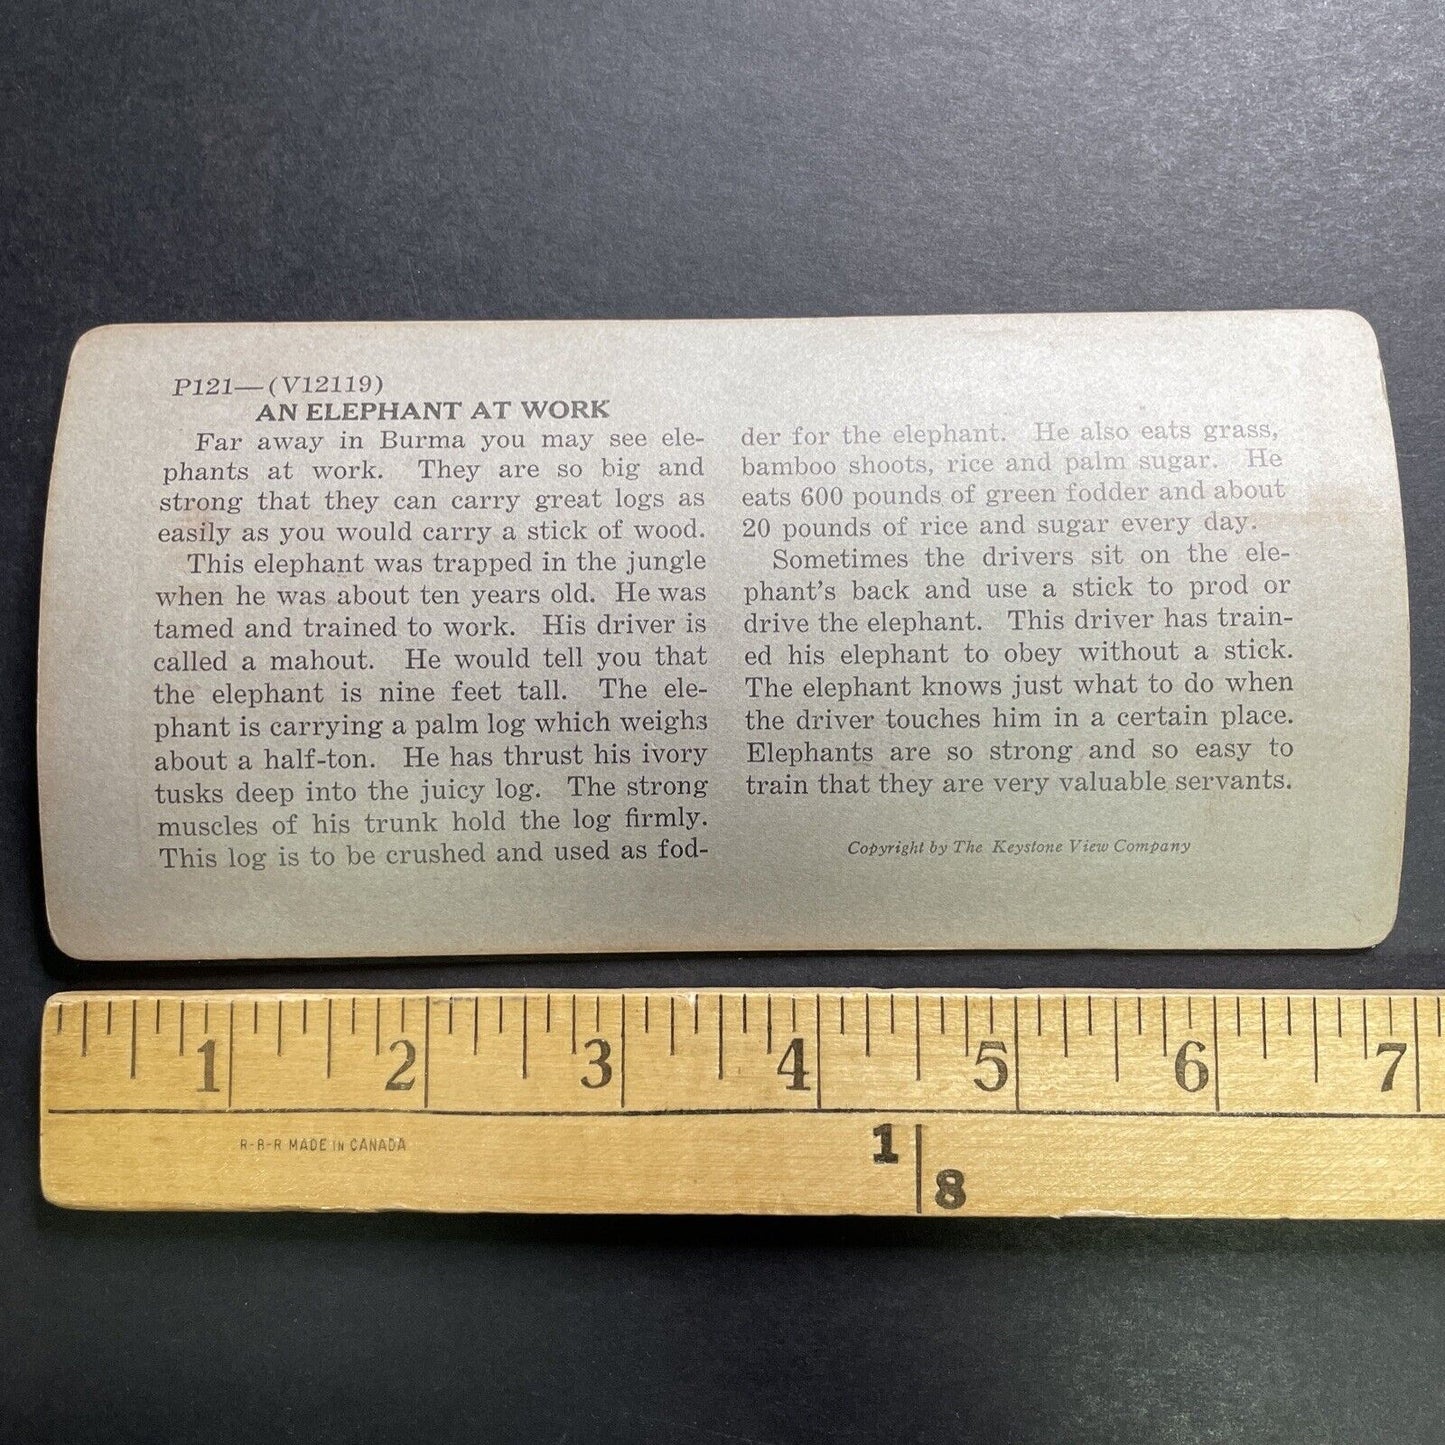 P121—(V12119)
AN ELEPHANT AT WORK
Far away in Burma you may see ele-
phants at work. They are so big and
strong that they can carry great logs as
easily as you would carry a stick of wood.
This elephant was trapped in the jungle
when he was about ten years old. He was
tamed and trained to work. His driver is
called a mahout. He would tell you that
the elephant is nine feet tall. The ele-
phant is carrying a palm log which weighs
about a half-ton. He has thrust his ivory
tusks deep into the juicy log. The strong
muscles of his trunk hold the log firmly.
This log is to be crushed and used as fod-
der for the elephant. He also eats grass,
bamboo shoots, rice and palm sugar. He
eats 600 pounds of green fodder and about
20 pounds of rice and sugar every day.
Sometimes the drivers sit on the ele-
phant's back and use a stick to prod or
drive the elephant. This driver has train-
ed his elephant to obey without a stick.
The elephant knows just what to do when
the driver touches him in a certain place.
Elephants are so strong and so easy to
train that they are very valuable servants.
Copyright by The Keystone View Company
1 2 3 4 5 6 7
R-B-R MADE IN CANADA
1
8